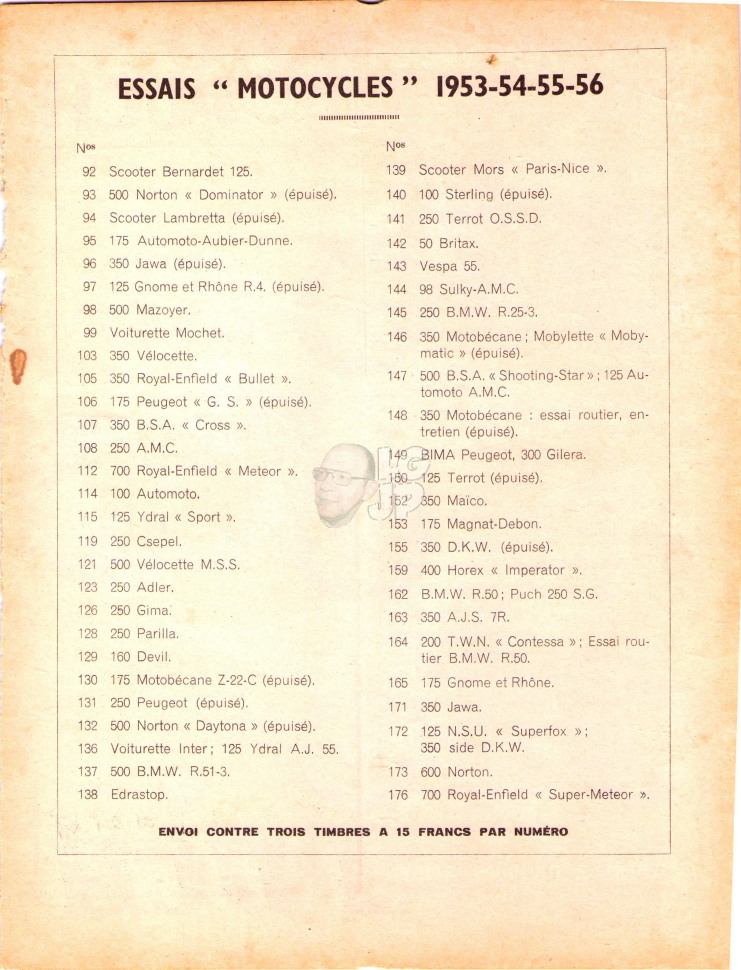 ESSAIS “ MOTOCYCLES ” 1953-54-55-56
Nos
92 Scooter Bernardet 125.
93 500 Norton « Dominator » (épuisé).
94 Scooter Lambretta (épuisé).
95 175 Automoto-Aubier-Dunne.
96 350 Jawa (épuisé).
97 125 Gnome et Rhône R.4. (épuisé).
98 500 Mazoyer.
99 Voiturette Mochet.
103 350 Vélocette.
105 350 Royal-Enfield « Bullet ».
106 175 Peugeot « G. S. » (épuisé).
107 350 B.S.A. « Cross ».
108 250 A.M.C.
112 700 Royal-Enfield « Meteor ».
114 100 Automoto.
115 125 Ydral « Sport ».
119 250 Csepel.
121 500 Vélocette M.S.S.
123 250 Adler.
126 250 Gima.
128 250 Parilla.
129 160 Devil.
130 175 Motobécane Z-22-C (épuisé).
131 250 Peugeot (épuisé).
132 500 Norton « Daytona » (épuisé).
136 Voiturette Inter ; 125 Ydral A.J. 55.
137 500 B.M.W. R.51-3.
138 Edrastop.
Nos
139 Scooter Mors « Paris-Nice ».
140 100 Sterling (épuisé).
141 250 Terrot O.S.S.D.
142 50 Britax.
143 Vespa 55.
144 98 Sulky-A.M.C.
145 250 B.M.W. R.25-3.
146 350 Motobécane ; Mobylette « Moby-
matic » (épuisé).
147 500 B.S.A. « Shooting-Star » ; 125 Au-
tomoto A.M.C.
148 350 Motobécane : essai routier, en-
tretien (épuisé).
149 BIMA Peugeot, 300 Gilera.
150 125 Terrot (épuisé).
152 350 Maïco.
153 175 Magnat-Debon.
155 350 D.K.W. (épuisé).
159 400 Horex « Imperator ».
162 B.M.W. R.50 ; Puch 250 S.G.
163 350 A.J.S. 7R.
164 200 T.W.N. « Contessa » ; Essai rou-
tier B.M.W. R.50.
165 175 Gnome et Rhône.
171 350 Jawa.
172 125 N.S.U. « Superfox » ;
350 side D.K.W.
173 600 Norton.
176 700 Royal-Enfield « Super-Meteor ».
ENVOI CONTRE TROIS TIMBRES A 15 FRANCS PAR NUMÉRO